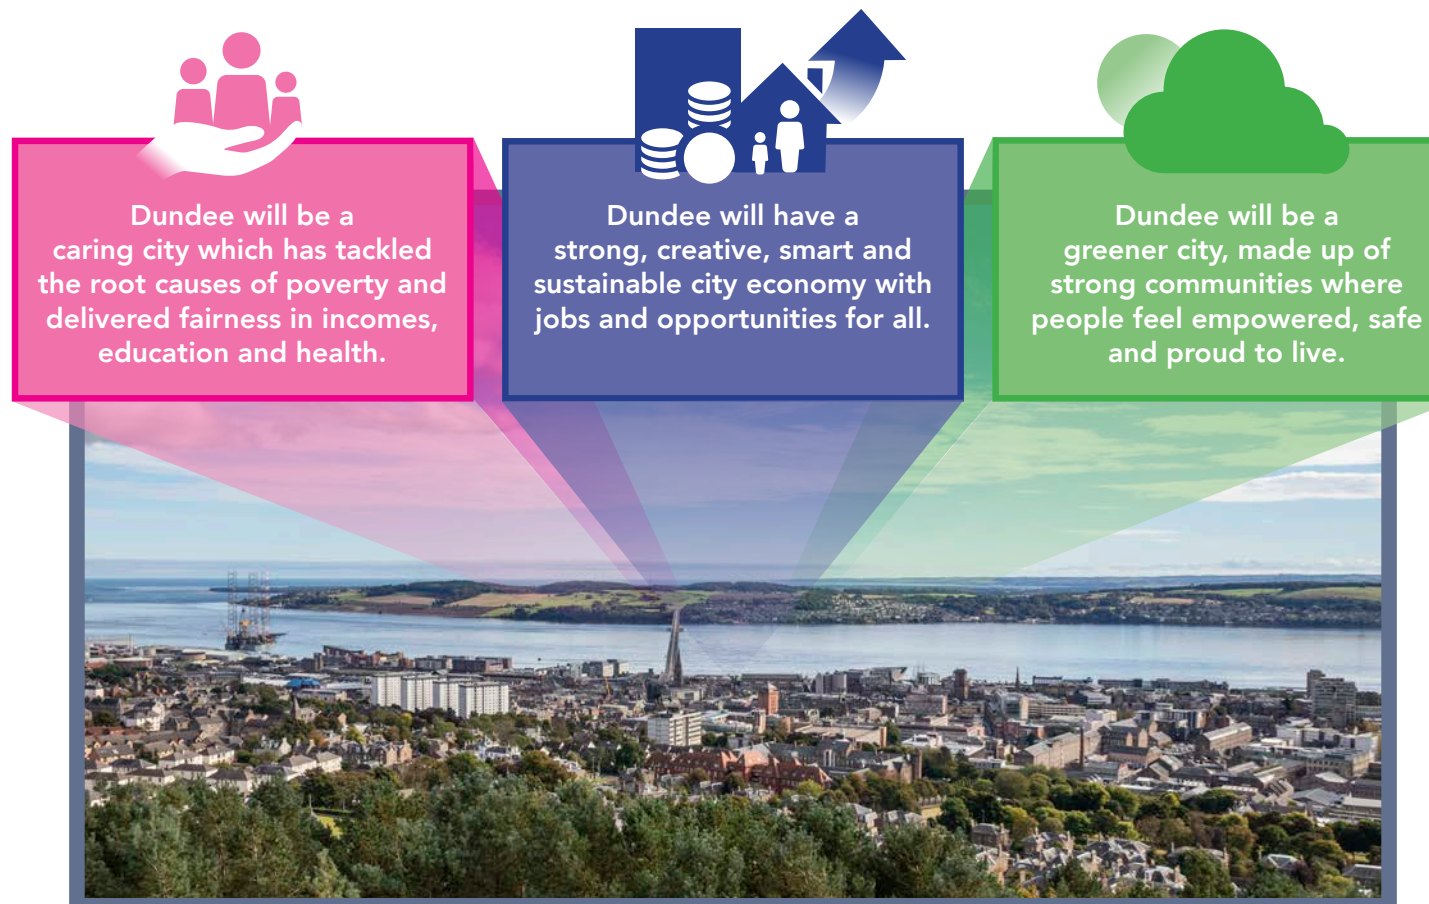 Dundee will be a
caring city which has tackled
the root causes of poverty and
delivered fairness in incomes,
education and health.
Dundee will have a
strong, creative, smart and
sustainable city economy with
jobs and opportunities for all.
Dundee will be a
greener city, made up of
strong communities where
people feel empowered, safe
and proud to live.